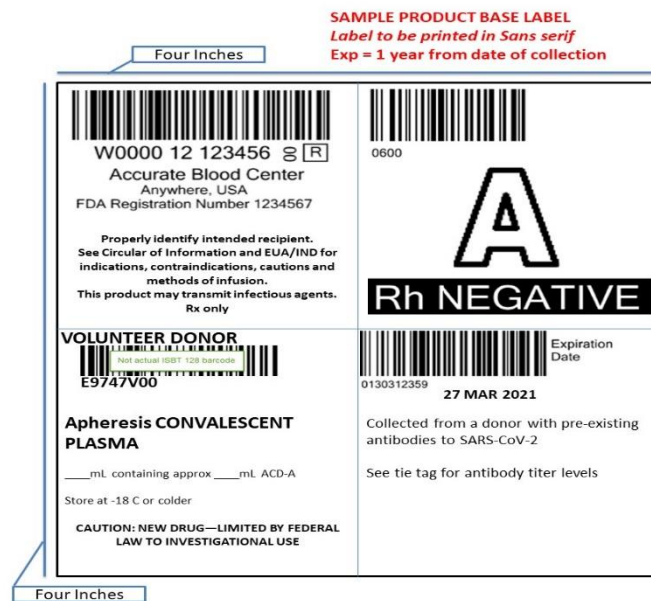 SAMPLE PRODUCT BASE LABEL
Label to be printed in Sans serif
Exp = 1 year from date of collection
Four Inches
W0000 12 123456 00 R
Accurate Blood Center
Anywhere, USA
FDA Registration Number 1234567
Properly identify intended recipient.
See Circular of Information and EUA/IND for
indications, contraindications, cautions and
methods of infusion.
This product may transmit infectious agents.
Rx only
0600
A
Rh NEGATIVE
VOLUNTEER DONOR
Not actual ISBT 128 barcode
E9747V00
Apheresis CONVALESCENT
PLASMA
____mL containing approx ____mL ACD-A
Store at -18 C or colder
CAUTION: NEW DRUG—LIMITED BY FEDERAL
LAW TO INVESTIGATIONAL USE
Expiration
Date
0130312359
27 MAR 2021
Collected from a donor with pre-existing
antibodies to SARS-CoV-2
See tie tag for antibody titer levels
Four Inches